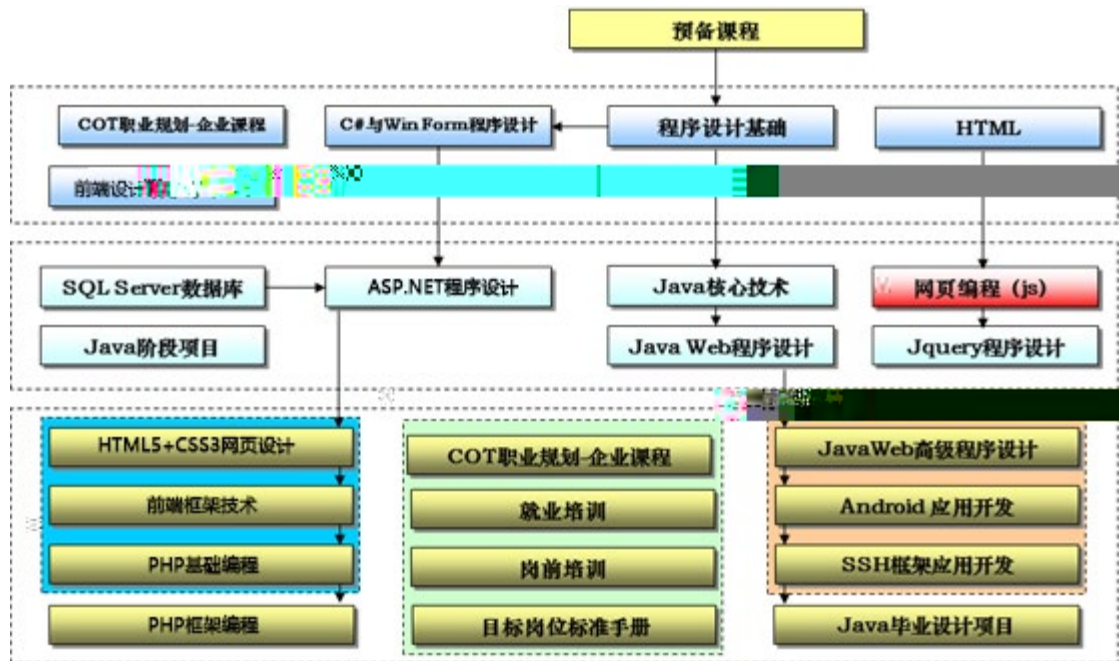 预备课程
COT职业规划-企业课程
C#与Win Form程序设计
程序设计基础
HTML
前端设计
SQL Server数据库
ASP.NET程序设计
Java核心技术
网页编程（js）
Java阶段项目
Java Web程序设计
Jquery程序设计
HTML5+CSS3网页设计
COT职业规划-企业课程
JavaWeb高级程序设计
前端框架技术
就业培训
Android 应用开发
PHP基础编程
岗前培训
SSH框架应用开发
PHP框架编程
目标岗位标准手册
Java毕业设计项目